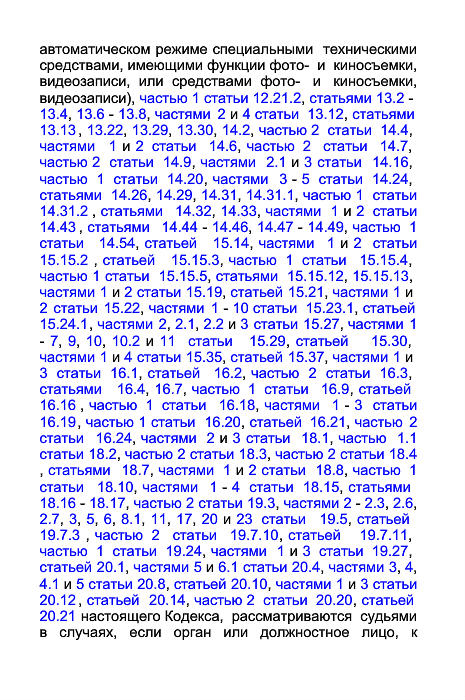 автоматическом режиме специальными техническими
средствами, имеющими функции фото- и киносъемки,
видеозаписи, или средствами фото- и киносъемки,
видеозаписи), частью 1 статьи 12.21.2, статьями 13.2 -
13.4, 13.6 - 13.8, частями 2 и 4 статьи 13.12, статьями
13.13, 13.22, 13.29, 13.30, 14.2, частью 2 статьи 14.4,
частями 1 и 2 статьи 14.6, частью 2 статьи 14.7,
частью 2 статьи 14.9, частями 2.1 и 3 статьи 14.16,
частью 1 статьи 14.20, частями 3 - 5 статьи 14.24,
статьями 14.26, 14.29, 14.31, 14.31.1, частью 1 статьи
14.31.2 , статьями 14.32, 14.33, частями 1 и 2 статьи
14.43 , статьями 14.44 - 14.46, 14.47 - 14.49, частью 1
статьи 14.54, статьей 15.14, частями 1 и 2 статьи
15.15.2 , статьей 15.15.3, частью 1 статьи 15.15.4,
частью 1 статьи 15.15.5, статьями 15.15.12, 15.15.13,
частями 1 и 2 статьи 15.19, статьей 15.21, частями 1 и
2 статьи 15.22, частями 1 - 10 статьи 15.23.1, статьей
15.24.1, частями 2, 2.1, 2.2 и 3 статьи 15.27, частями 1
- 7, 9, 10, 10.2 и 11 статьи 15.29, статьей 15.30,
частями 1 и 4 статьи 15.35, статьей 15.37, частями 1 и
3 статьи 16.1, статьей 16.2, частью 2 статьи 16.3,
статьями 16.4, 16.7, частью 1 статьи 16.9, статьей
16.16 , частью 1 статьи 16.18, частями 1 - 3 статьи
16.19, частью 1 статьи 16.20, статьей 16.21, частью 2
статьи 16.24, частями 2 и 3 статьи 18.1, частью 1.1
статьи 18.2, частью 2 статьи 18.3, частью 2 статьи 18.4
, статьями 18.7, частями 1 и 2 статьи 18.8, частью 1
статьи 18.10, частями 1 - 4 статьи 18.15, статьями
18.16 - 18.17, частью 2 статьи 19.3, частями 2 - 2.3, 2.6,
2.7, 3, 5, 6, 8.1, 11, 17, 20 и 23 статьи 19.5, статьей
19.7.3 , частью 2 статьи 19.7.10, статьей 19.7.11,
частью 1 статьи 19.24, частями 1 и 3 статьи 19.27,
статьей 20.1, частями 5 и 6.1 статьи 20.4, частями 3, 4,
4.1 и 5 статьи 20.8, статьей 20.10, частями 1 и 3 статьи
20.12 , статьей 20.14, частью 2 статьи 20.20, статьей
20.21 настоящего Кодекса, рассматриваются судьями
в случаях, если орган или должностное лицо, к